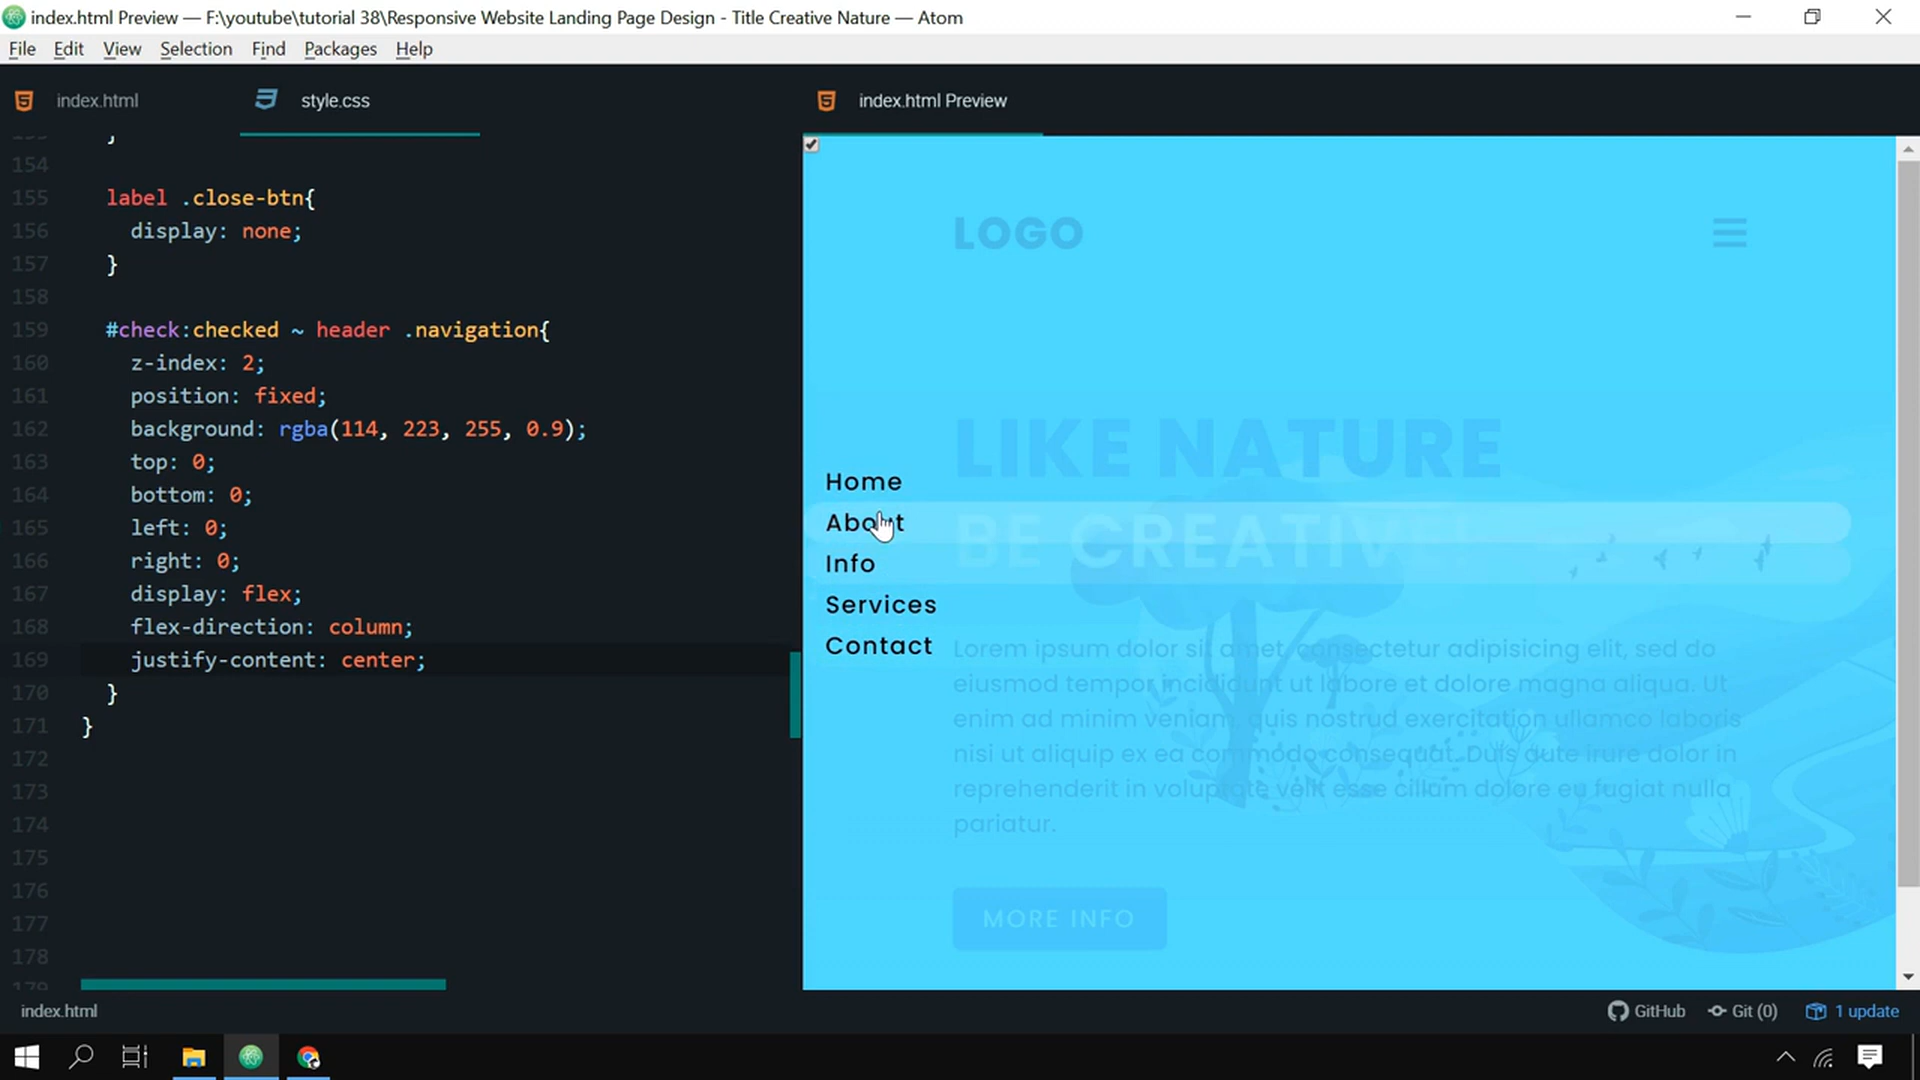 index.html Preview — F:\youtube\tutorial 38\Responsive Website Landing Page Design - Title Creative Nature — Atom
File Edit View Selection Find Packages Help
index.html style.css index.html Preview
154
155 label .close-btn{
156 display: none;
157 }
158
159 #check:checked ~ header .navigation{
160 z-index: 2;
161 position: fixed;
162 background: rgba(114, 223, 255, 0.9);
163 top: 0;
164 bottom: 0;
165 left: 0;
166 right: 0;
167 display: flex;
168 flex-direction: column;
169 justify-content: center;
170 }
171 }
172
173
174
175
176
177
178
LOGO
LIKE NATURE
BE CREATIVE!
Home
About
Info
Services
Contact
Lorem ipsum dolor sit amet, consectetur adipisicing elit, sed do
eiusmod tempor incididunt ut labore et dolore magna aliqua. Ut
enim ad minim veniam, quis nostrud exercitation ullamco laboris
nisi ut aliquip ex ea commodo consequat. Duis aute irure dolor in
reprehenderit in voluptate velit esse cillum dolore eu fugiat nulla
pariatur.
MORE INFO
index.html GitHub Git (0) 1 update